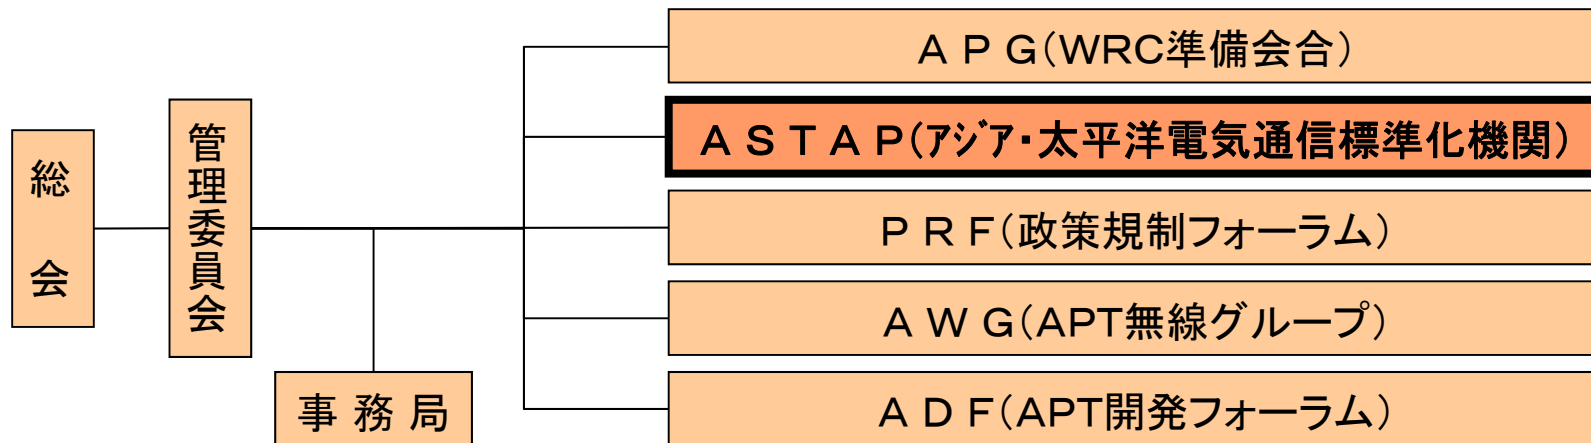 総会
管理委員会
事務局
ＡＰＧ（WRC準備会合）
ＡＳＴＡＰ（ｱｼﾞｱ・太平洋電気通信標準化機関）
ＰＲＦ（政策規制フォーラム）
ＡＷＧ（APT無線グループ）
ＡＤＦ（APT開発フォーラム）